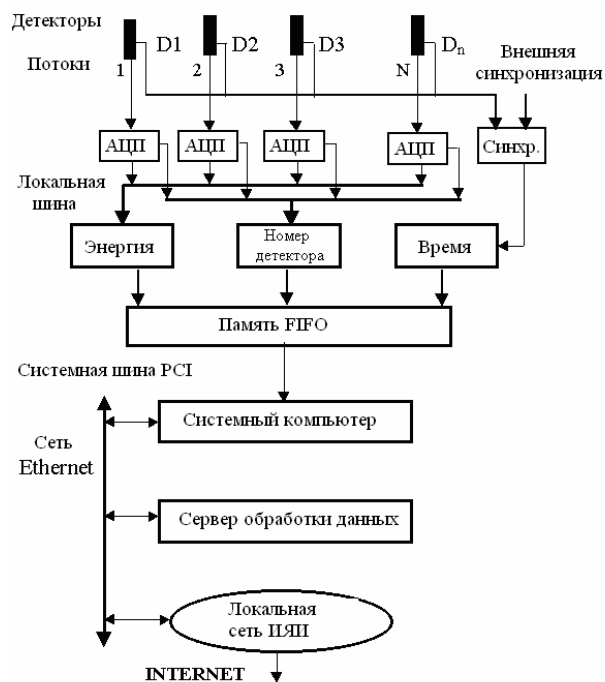 Детекторы
D1 D2 D3 Dn
Внешняя
синхронизация
Потоки
1 2 3 N
АЦП АЦП АЦП АЦП Синхр.
Локальная
шина
Энергия
Номер
детектора
Время
Память FIFO
Системная шина PCI
Системный компьютер
Сеть
Ethernet
Сервер обработки данных
Локальная
сеть ИЯИ
INTERNET